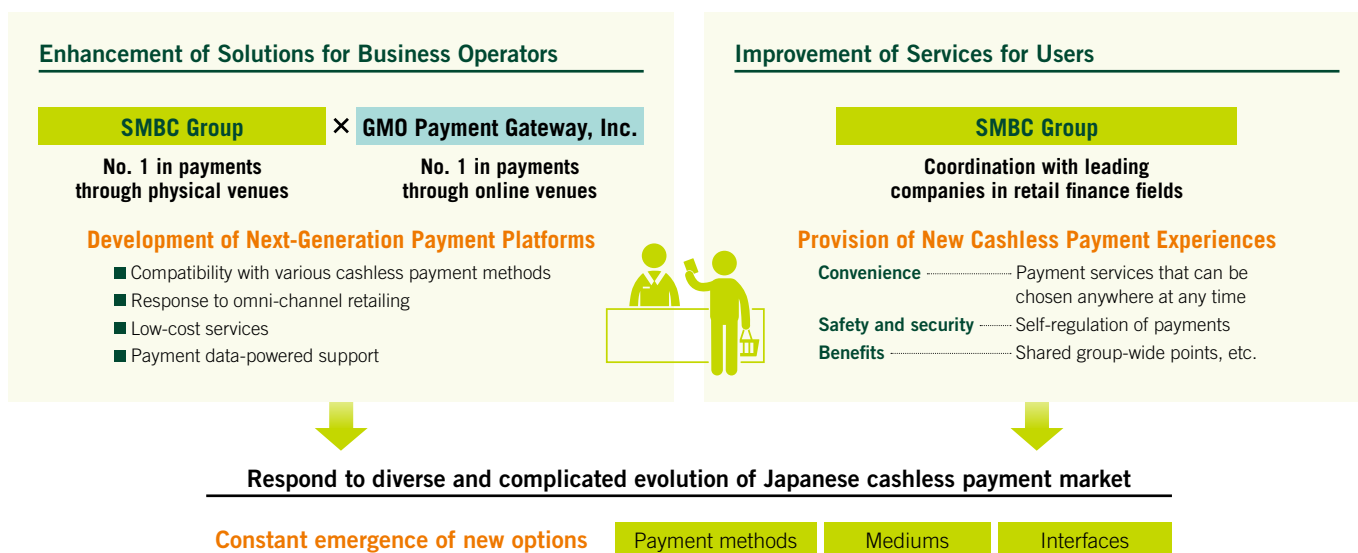 Enhancement of Solutions for Business Operators
SMBC Group × GMO Payment Gateway, Inc.
No. 1 in payments
through physical venues
No. 1 in payments
through online venues
Development of Next-Generation Payment Platforms
Compatibility with various cashless payment methods
Response to omni-channel retailing
Low-cost services
Payment data-powered support
Improvement of Services for Users
SMBC Group
Coordination with leading
companies in retail finance fields
Provision of New Cashless Payment Experiences
Convenience Payment services that can be
chosen anywhere at any time
Safety and security Self-regulation of payments
Benefits Shared group-wide points, etc.
Respond to diverse and complicated evolution of Japanese cashless payment market
Constant emergence of new options Payment methods Mediums Interfaces